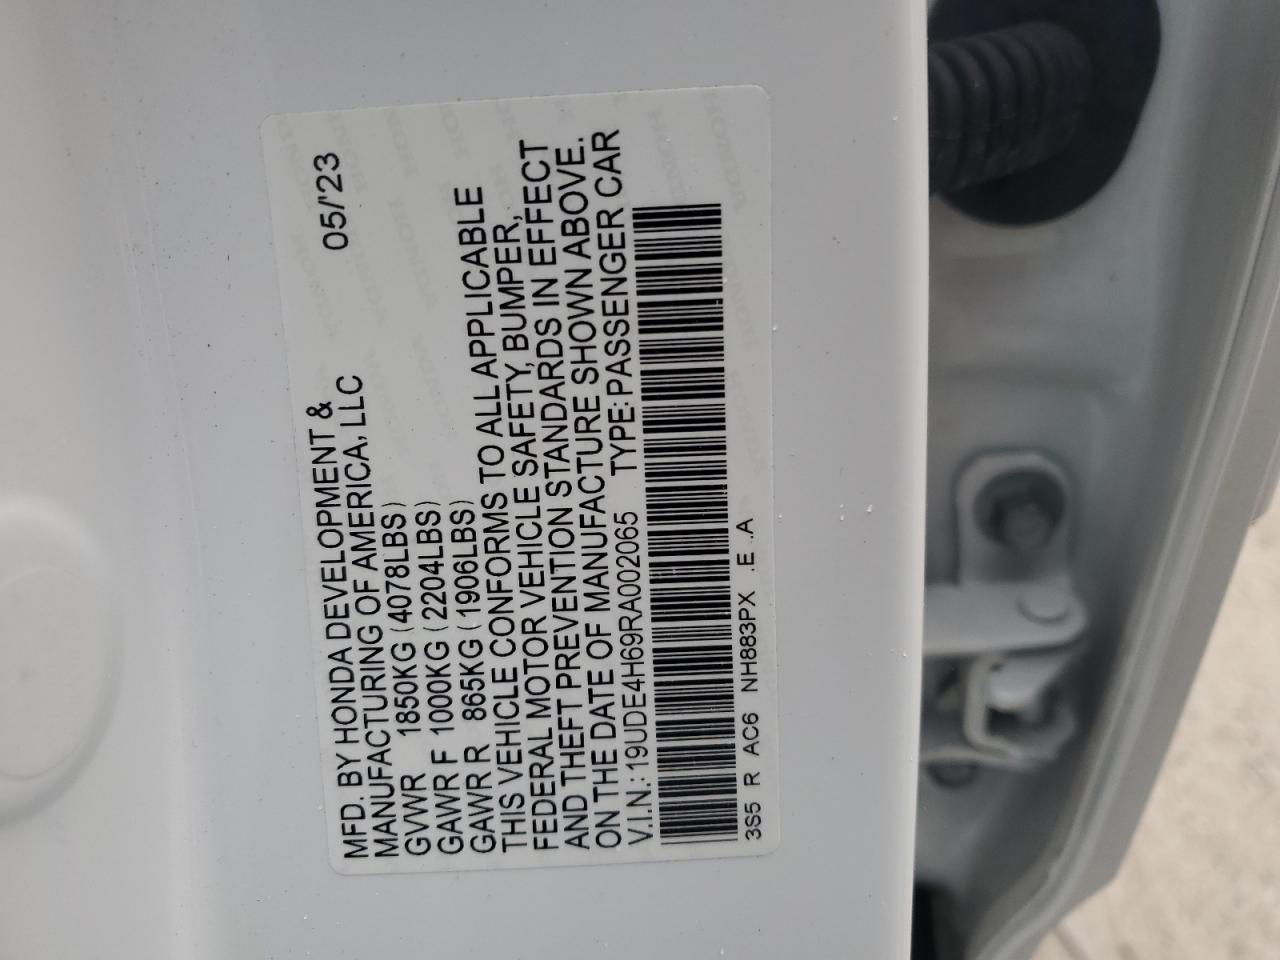 MFD. BY HONDA DEVELOPMENT &
MANUFACTURING OF AMERICA, LLC 05/'23
GVWR 1850KG (4078LBS)
GAWR F 1000KG (2204LBS)
GAWR R 865KG (1906LBS)
THIS VEHICLE CONFORMS TO ALL APPLICABLE
FEDERAL MOTOR VEHICLE SAFETY, BUMPER,
AND THEFT PREVENTION STANDARDS IN EFFECT
ON THE DATE OF MANUFACTURE SHOWN ABOVE.
V.I.N.: 19UDE4H69RA002065 TYPE: PASSENGER CAR
3S5 R AC6 NH883PX .E .A